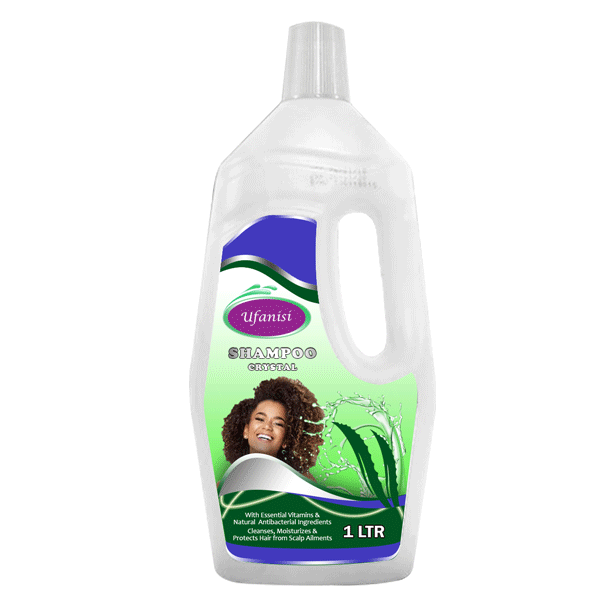 Ufanisi
SHAMPOO
CRYSTAL
With Essential Vitamins &
Natural Antibacterial Ingredients
Cleanses, Moisturizes &
Protects Hair from Scalp Ailments
1 LTR